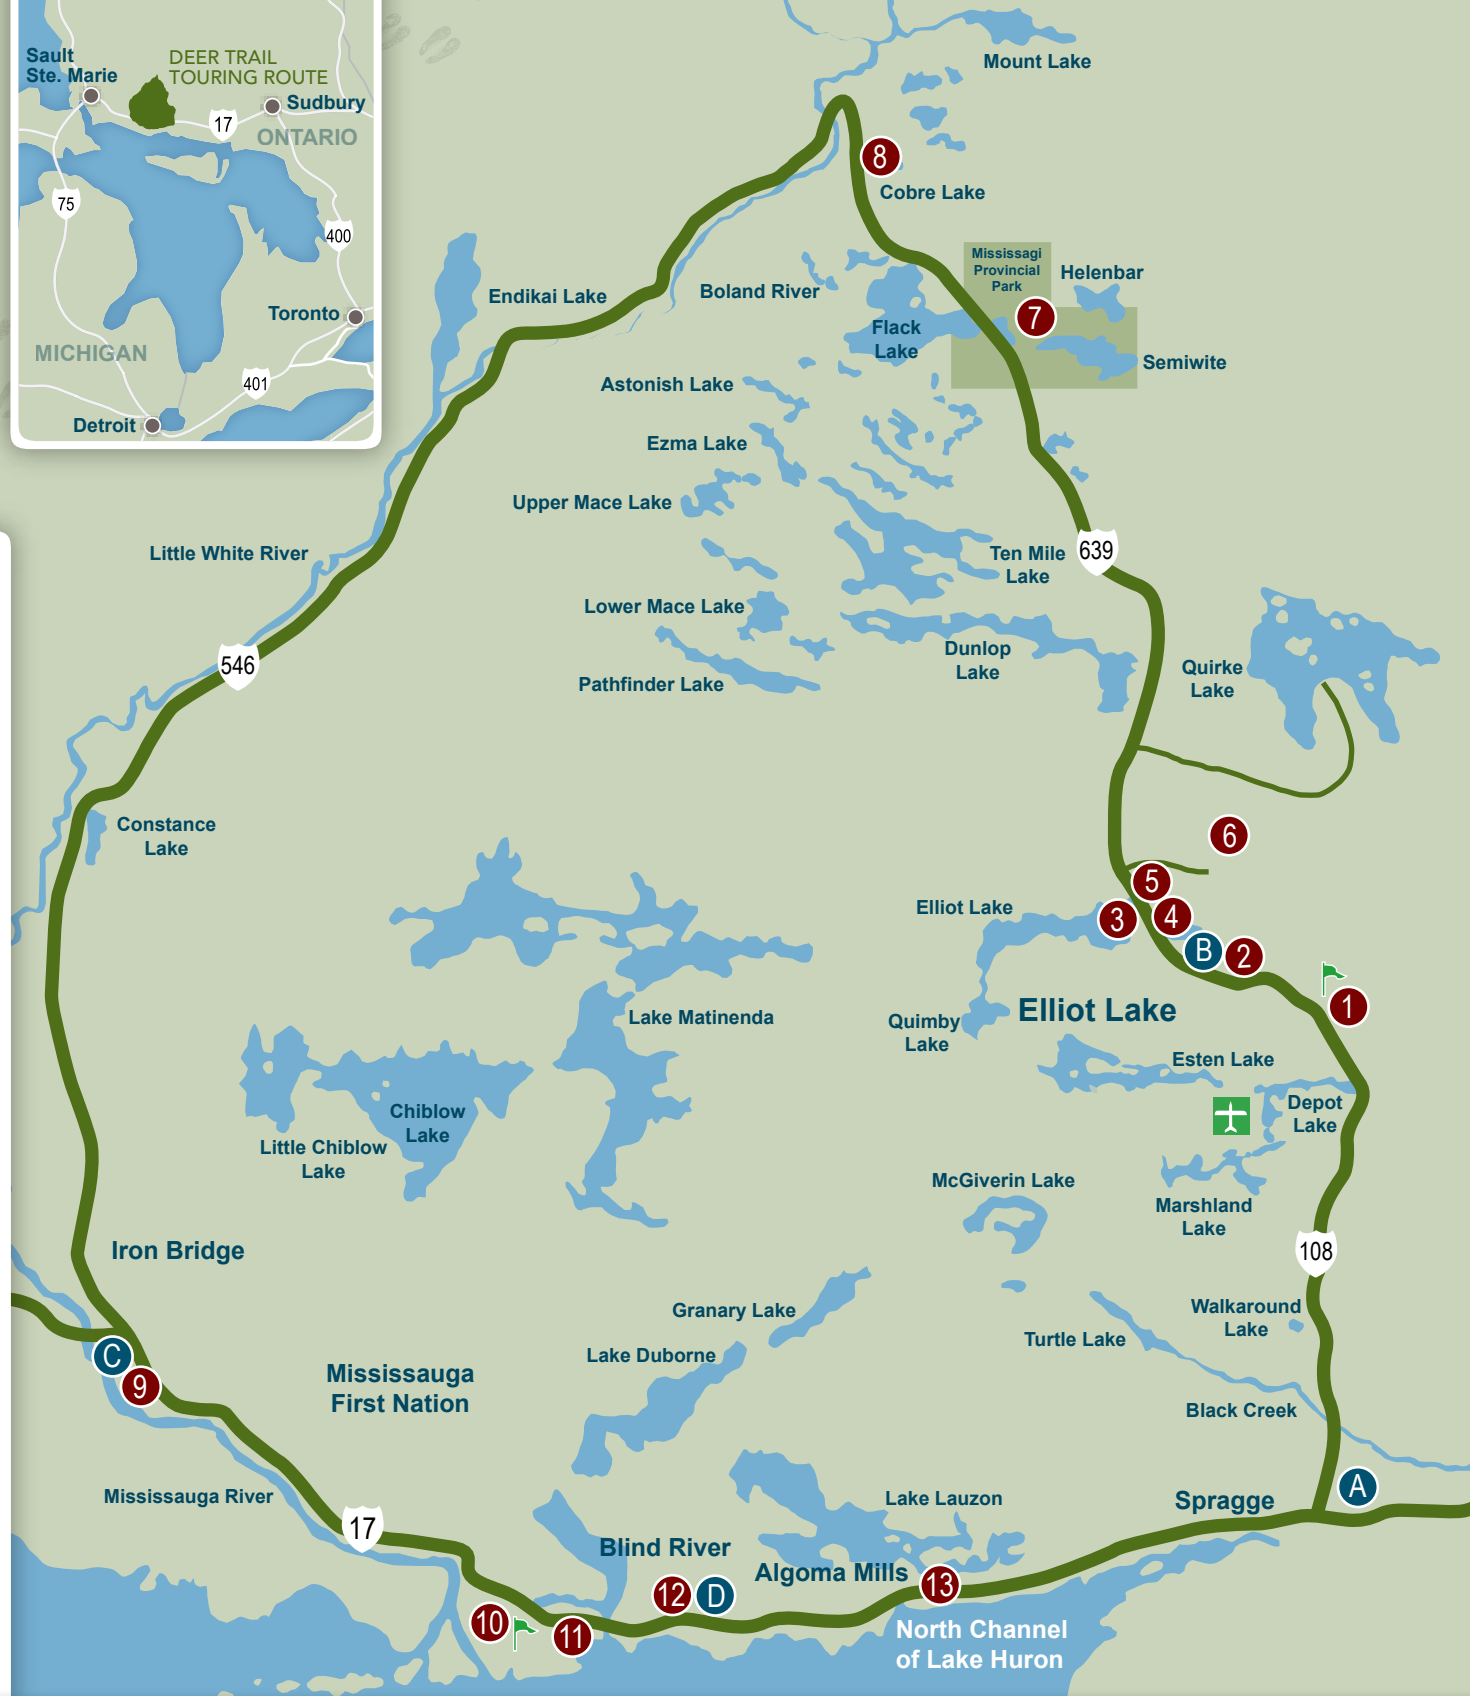 Sault
Ste. Marie
DEER TRAIL
TOURING ROUTE
Sudbury
17
ONTARIO
75
400
Toronto
MICHIGAN
401
Detroit
Mount Lake
8
Cobre Lake
Mississagi
Provincial
Park
Helenbar
7
Boland River
Endikai Lake
Flack
Lake
Semiwite
Astonish Lake
Ezma Lake
Upper Mace Lake
Little White River
Ten Mile
Lake
639
Lower Mace Lake
Dunlop
Lake
546
Quirke
Lake
Pathfinder Lake
Constance
Lake
6
5
Elliot Lake
3
4
B
2
1
Lake Matinenda
Quimby
Lake
Elliot Lake
Esten Lake
Chiblow
Lake
Depot
Lake
Little Chiblow
Lake
McGiverin Lake
Marshland
Lake
Iron Bridge
108
Granary Lake
Walkaround
Lake
Turtle Lake
C
9
Lake Duborne
Mississauga
First Nation
Black Creek
Mississauga River
Lake Lauzon
Spragge
A
17
Blind River
Algoma Mills
12
D
13
10
11
North Channel
of Lake Huron